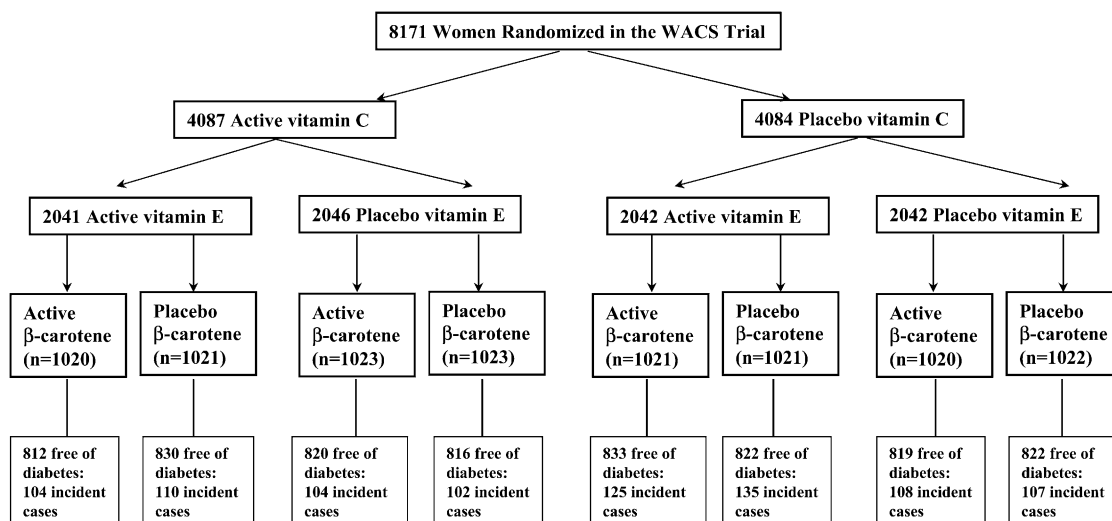 8171 Women Randomized in the WACS Trial
4087 Active vitamin C
4084 Placebo vitamin C
2041 Active vitamin E
2046 Placebo vitamin E
2042 Active vitamin E
2042 Placebo vitamin E
Active
β-carotene
(n=1020)
Placebo
β-carotene
(n=1021)
Active
β-carotene
(n=1023)
Placebo
β-carotene
(n=1023)
Active
β-carotene
(n=1021)
Placebo
β-carotene
(n=1021)
Active
β-carotene
(n=1020)
Placebo
β-carotene
(n=1022)
812 free of
diabetes:
104 incident
cases
830 free of
diabetes:
110 incident
cases
820 free of
diabetes:
104 incident
cases
816 free of
diabetes:
102 incident
cases
833 free of
diabetes:
125 incident
cases
822 free of
diabetes:
135 incident
cases
819 free of
diabetes:
108 incident
cases
822 free of
diabetes:
107 incident
cases